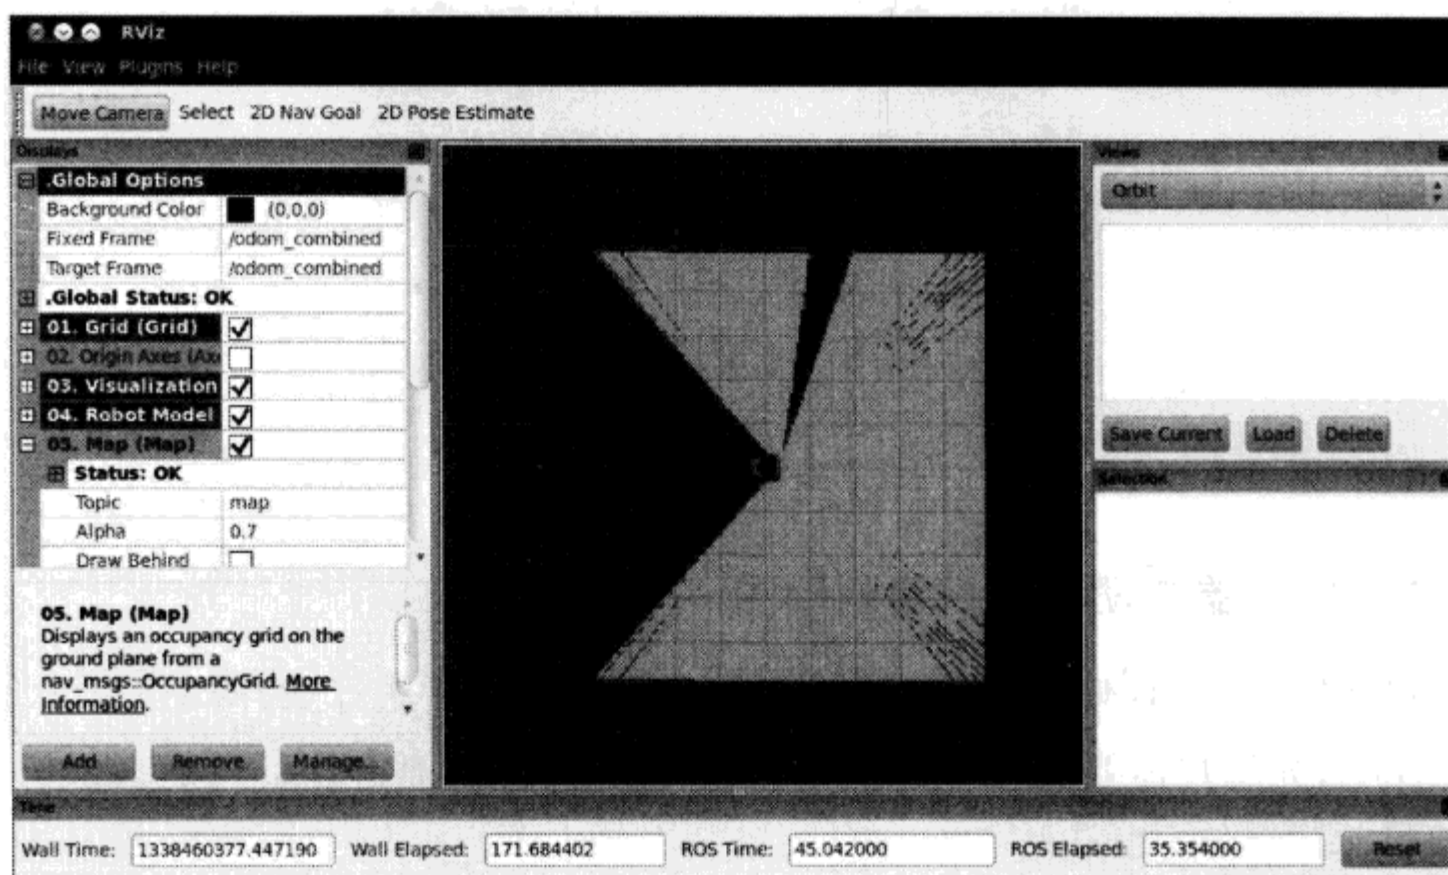 RViz
File View Plugins Help
Move Camera Select 2D Nav Goal 2D Pose Estimate
Displays
.Global Options
Background Color (0,0,0)
Fixed Frame /odom_combined
Target Frame /odom_combined
.Global Status: OK
01. Grid (Grid)
02. Origin Axes (Ax
03. Visualization
04. Robot Model
05. Map (Map)
Status: OK
Topic map
Alpha 0.7
Draw Behind
05. Map (Map)
Displays an occupancy grid on the
ground plane from a
nav_msgs::OccupancyGrid. More
Information.
Add Remove Manage...
Views
Orbit
Save Current Load Delete
Selection
Time
Wall Time: 1338460377.447190 Wall Elapsed: 171.684402 ROS Time: 45.042000 ROS Elapsed: 35.354000 Reset